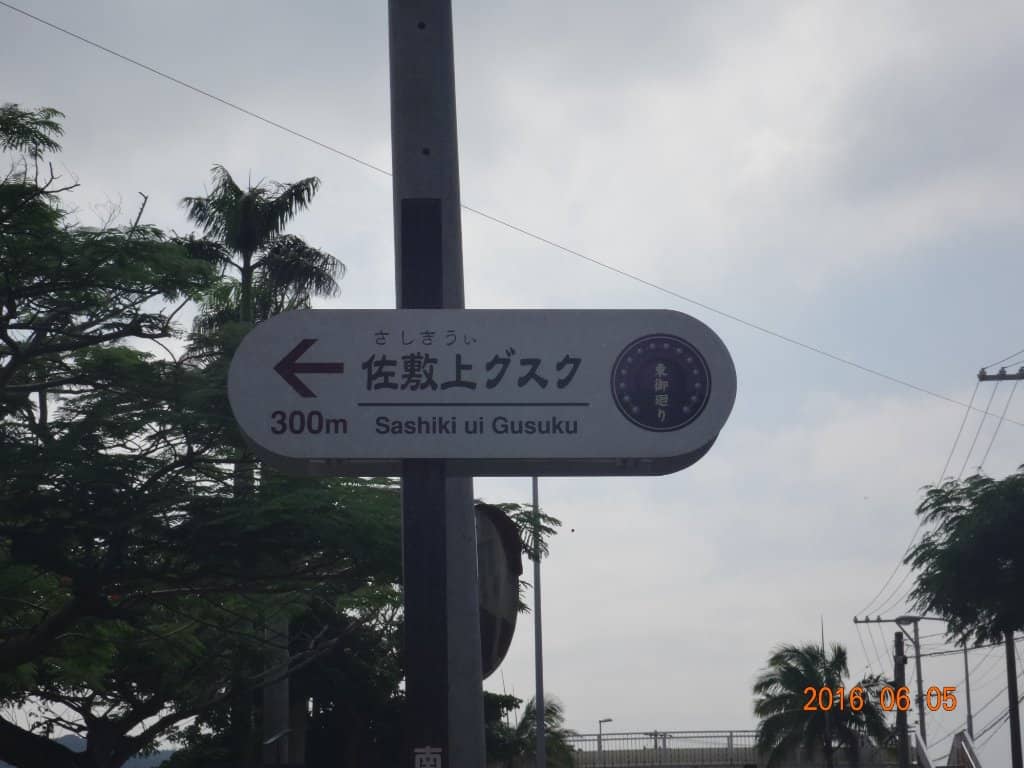 さしきうぃ
佐敷上グスク
300m
Sashiki ui Gusuku
東御廻り
南
2016 06 05